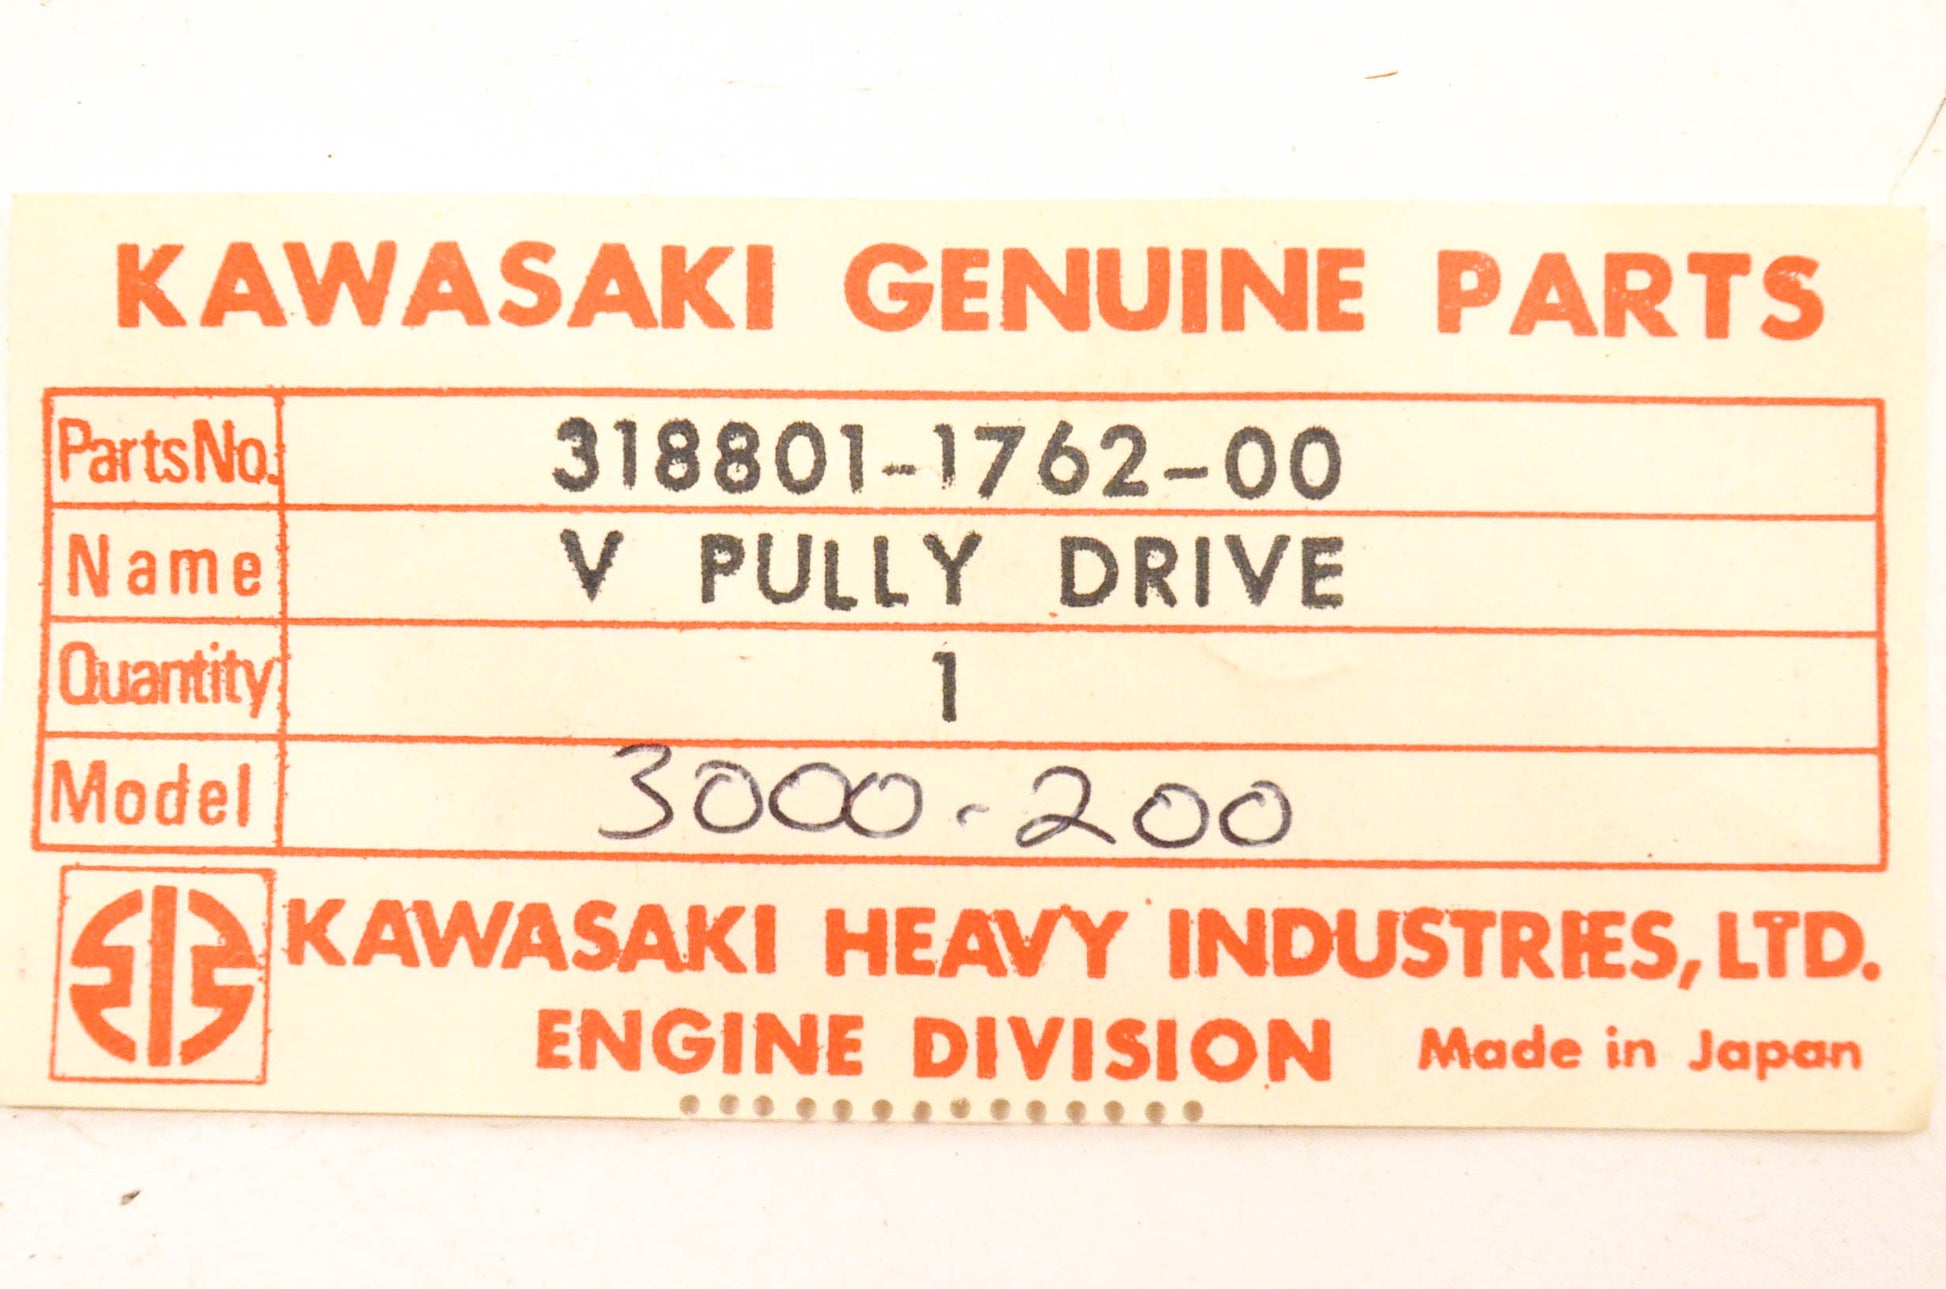 KAWASAKI GENUINE PARTS
Parts No. 318801-1762-00
Name V PULLY DRIVE
Quantity 1
Model 3000-200
KAWASAKI HEAVY INDUSTRIES, LTD.
ENGINE DIVISION Made in Japan